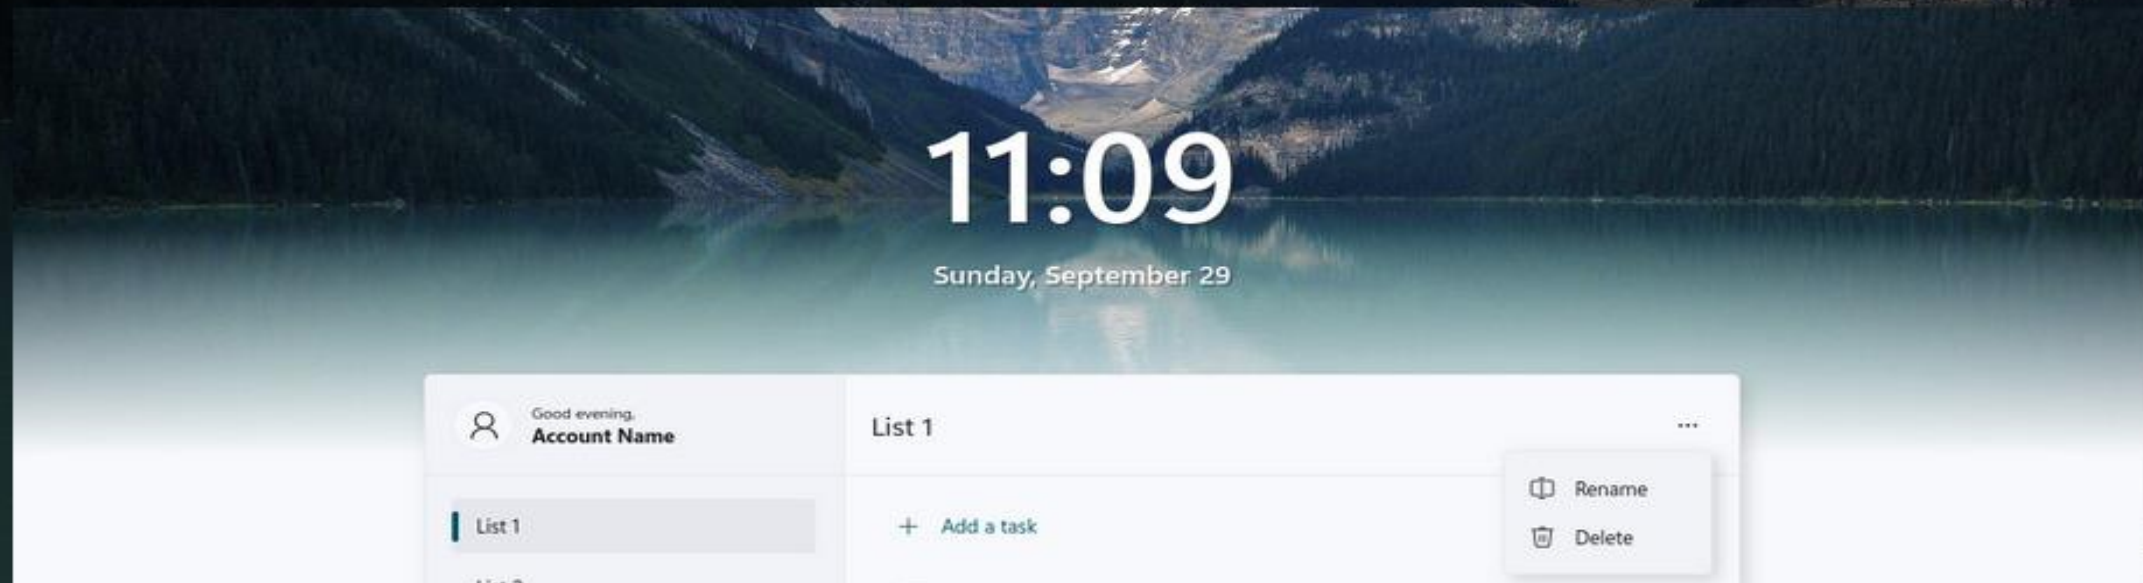 11:09
Sunday, September 29
Good evening,
Account Name
List 1
List 1
Add a task
Rename
Delete